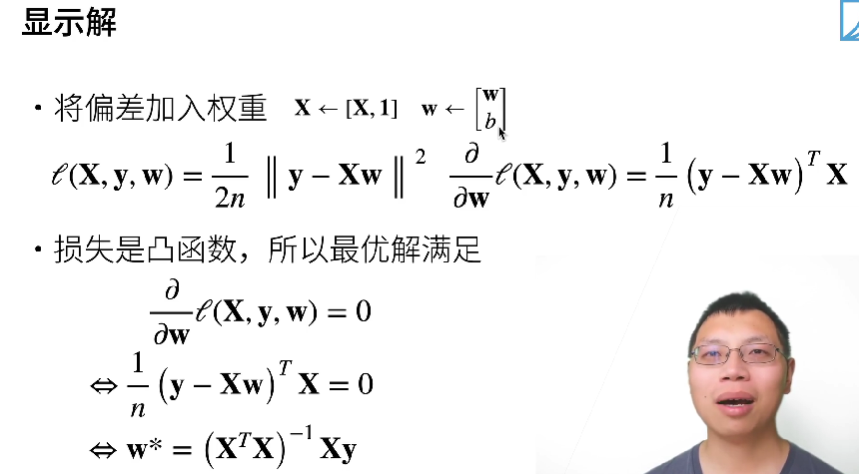 显示解
• 将偏差加入权重 X ← [X, 1] w ← [w b]
ℓ(X, y, w) = 1/2n ‖ y − Xw ‖² ∂/∂w ℓ(X, y, w) = 1/n (y − Xw)ᵀ X
• 损失是凸函数，所以最优解满足
∂/∂w ℓ(X, y, w) = 0
⇔ 1/n (y − Xw)ᵀ X = 0
⇔ w* = (XᵀX)⁻¹ Xy